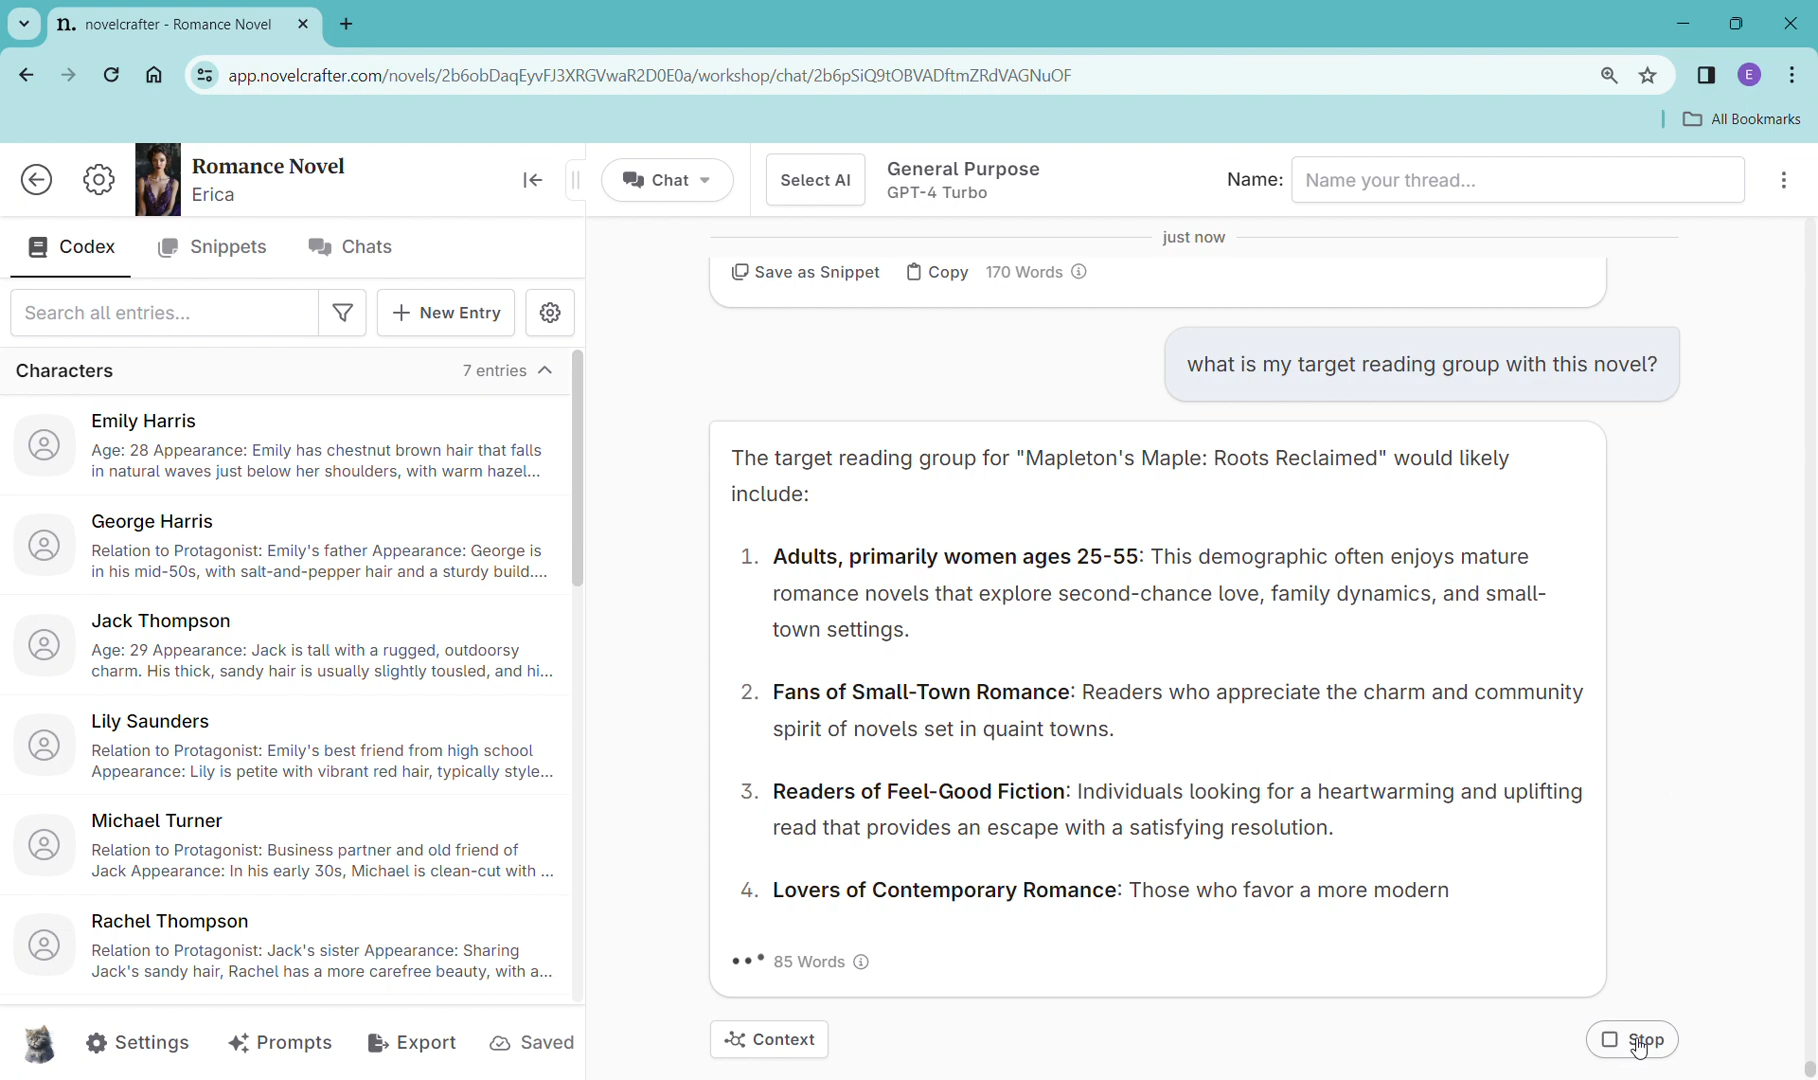 n. novelcrafter - Romance Novel
app.novelcrafter.com/novels/2b6obDaqEyvFJ3XRGVwaR2D0E0a/workshop/chat/2b6pSiQ9tOBVADftmZRdVAGNuOF
E
All Bookmarks
Romance Novel
Erica
Chat
Select AI
General Purpose
GPT-4 Turbo
Name:
Name your thread...
Codex
Snippets
Chats
Search all entries...
New Entry
Characters
7 entries
Emily Harris
Age: 28 Appearance: Emily has chestnut brown hair that falls
in natural waves just below her shoulders, with warm hazel...
George Harris
Relation to Protagonist: Emily's father Appearance: George is
in his mid-50s, with salt-and-pepper hair and a sturdy build....
Jack Thompson
Age: 29 Appearance: Jack is tall with a rugged, outdoorsy
charm. His thick, sandy hair is usually slightly tousled, and hi...
Lily Saunders
Relation to Protagonist: Emily's best friend from high school
Appearance: Lily is petite with vibrant red hair, typically style...
Michael Turner
Relation to Protagonist: Business partner and old friend of
Jack Appearance: In his early 30s, Michael is clean-cut with ...
Rachel Thompson
Relation to Protagonist: Jack's sister Appearance: Sharing
Jack's sandy hair, Rachel has a more carefree beauty, with a...
Settings
Prompts
Export
Saved
just now
Save as Snippet
Copy
170 Words
what is my target reading group with this novel?
The target reading group for "Mapleton's Maple: Roots Reclaimed" would likely
include:
1. Adults, primarily women ages 25-55: This demographic often enjoys mature
romance novels that explore second-chance love, family dynamics, and small-
town settings.
2. Fans of Small-Town Romance: Readers who appreciate the charm and community
spirit of novels set in quaint towns.
3. Readers of Feel-Good Fiction: Individuals looking for a heartwarming and uplifting
read that provides an escape with a satisfying resolution.
4. Lovers of Contemporary Romance: Those who favor a more modern
85 Words
Context
Stop